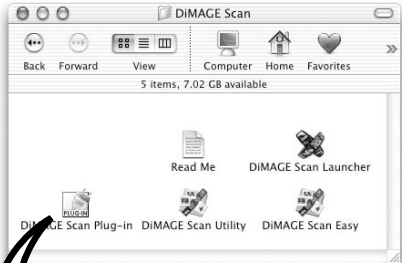 DiMAGE Scan
Back Forward View Computer Home Favorites
5 items, 7.02 GB available
Read Me
DiMAGE Scan Launcher
PLUG-IN
DiMAGE Scan Plug-in
DiMAGE Scan Utility
DiMAGE Scan Easy